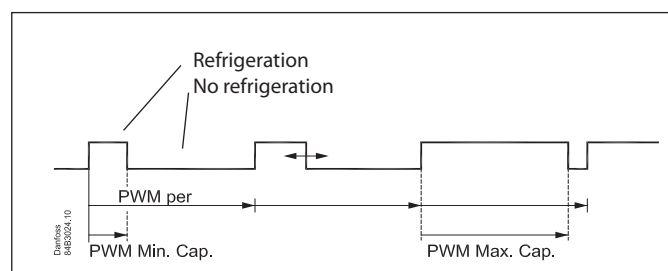 Refrigeration
No refrigeration
PWM per
PWM Min. Cap.
PWM Max. Cap.
Danfoss
84B3024.10